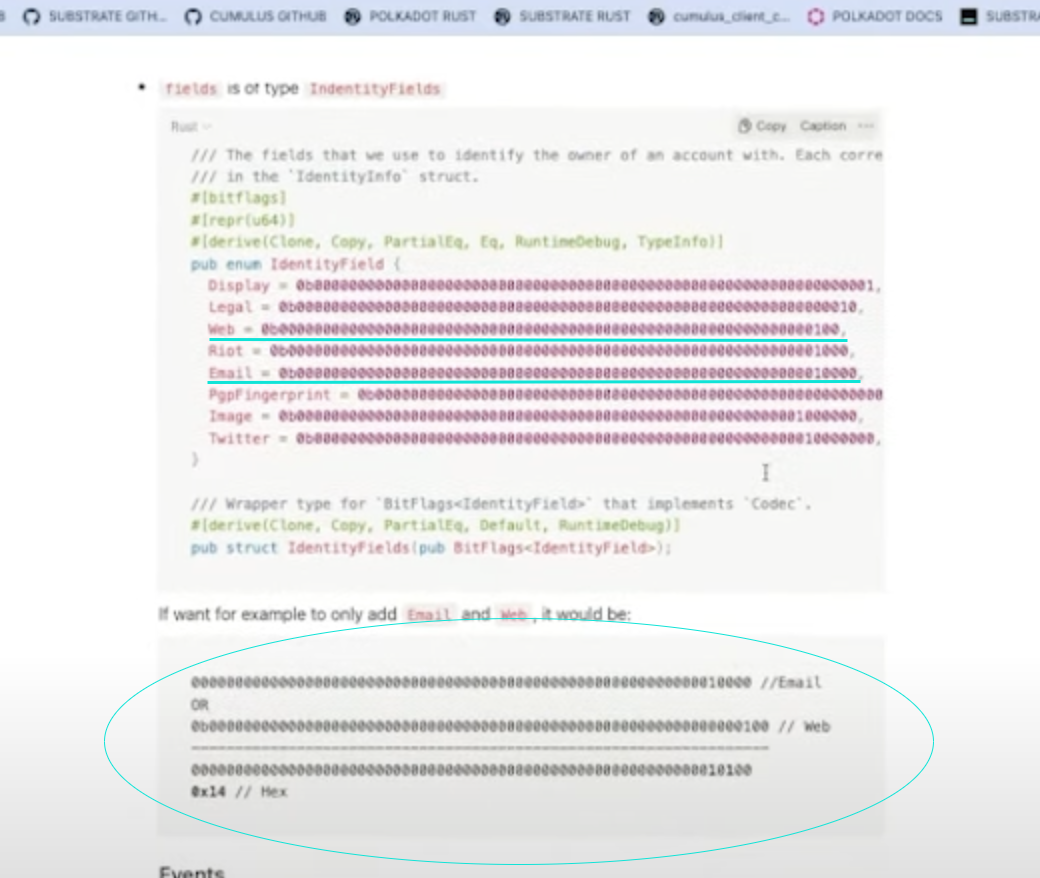 B SUBSTRATE GITH... CUMULUS GITHUB POLKADOT RUST SUBSTRATE RUST cumulus_client_c... POLKADOT DOCS SUBSTRA
• fields is of type IndentityFields
Rust Copy Caption ...
/// The fields that we use to identify the owner of an account with. Each corre
/// in the `IdentityInfo` struct.
#[bitflags]
#[repr(u64)]
#[derive(Clone, Copy, PartialEq, Eq, RuntimeDebug, TypeInfo)]
pub enum IdentityField {
Display = 0b0000000000000000000000000000000000000000000000000000000000000001,
Legal = 0b0000000000000000000000000000000000000000000000000000000000000010,
Web = 0b0000000000000000000000000000000000000000000000000000000000000100,
Riot = 0b0000000000000000000000000000000000000000000000000000000000001000,
Email = 0b0000000000000000000000000000000000000000000000000000000000010000,
PgpFingerprint = 0b0000000000000000000000000000000000000000000000000000000000
Image = 0b0000000000000000000000000000000000000000000000000000000001000000,
Twitter = 0b0000000000000000000000000000000000000000000000000000000010000000,
}
/// Wrapper type for `BitFlags<IdentityField>` that implements `Codec`.
#[derive(Clone, Copy, PartialEq, Default, RuntimeDebug)]
pub struct IdentityFields(pub BitFlags<IdentityField>);
If want for example to only add Email and Web, it would be:
0000000000000000000000000000000000000000000000000000000000010000 //Email
OR
0b0000000000000000000000000000000000000000000000000000000000000100 // Web
------------------------------------------------------------------
0000000000000000000000000000000000000000000000000000000000010100
0x14 // Hex
Events